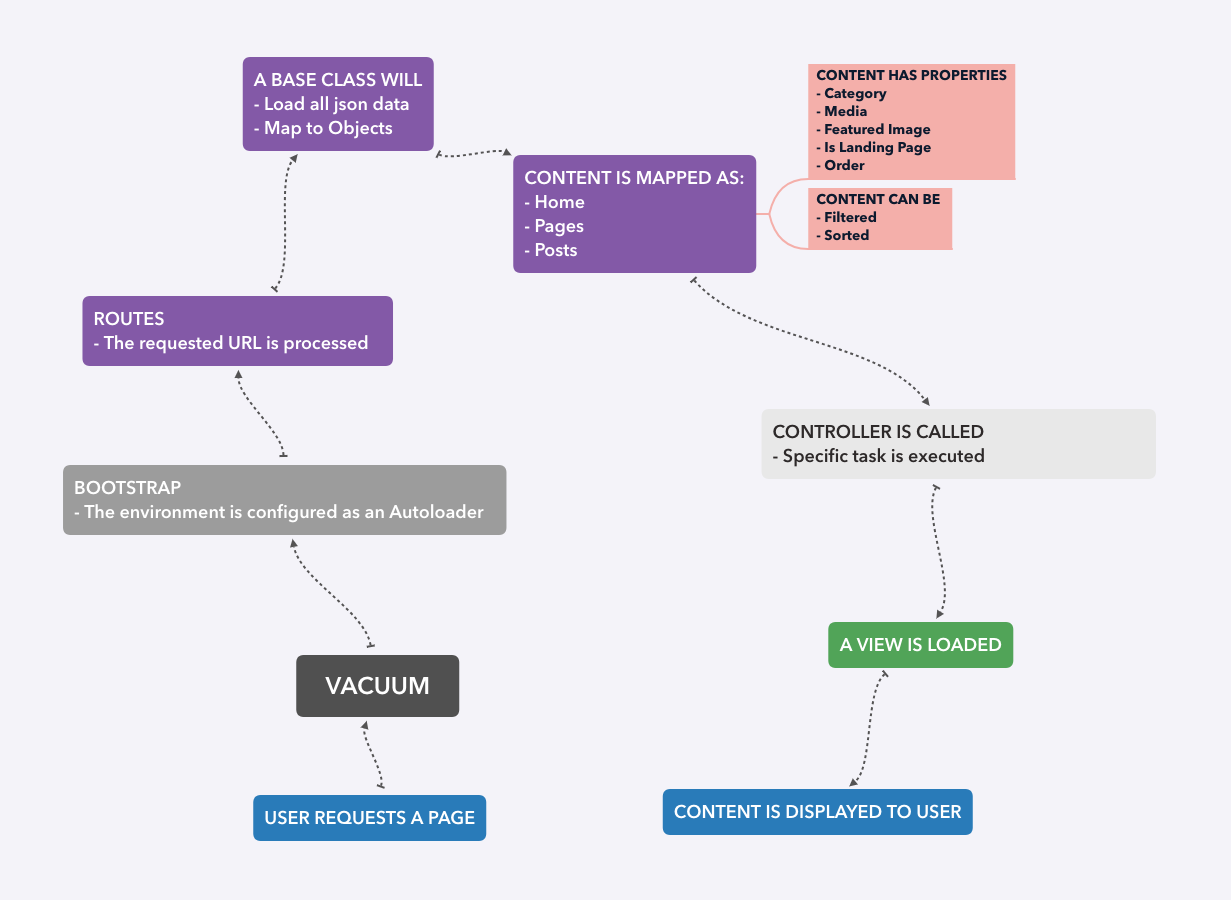 A BASE CLASS WILL
- Load all json data
- Map to Objects
CONTENT HAS PROPERTIES
- Category
- Media
- Featured Image
- Is Landing Page
- Order
CONTENT IS MAPPED AS:
- Home
- Pages
- Posts
CONTENT CAN BE
- Filtered
- Sorted
ROUTES
- The requested URL is processed
CONTROLLER IS CALLED
- Specific task is executed
BOOTSTRAP
- The environment is configured as an Autoloader
A VIEW IS LOADED
VACUUM
USER REQUESTS A PAGE
CONTENT IS DISPLAYED TO USER